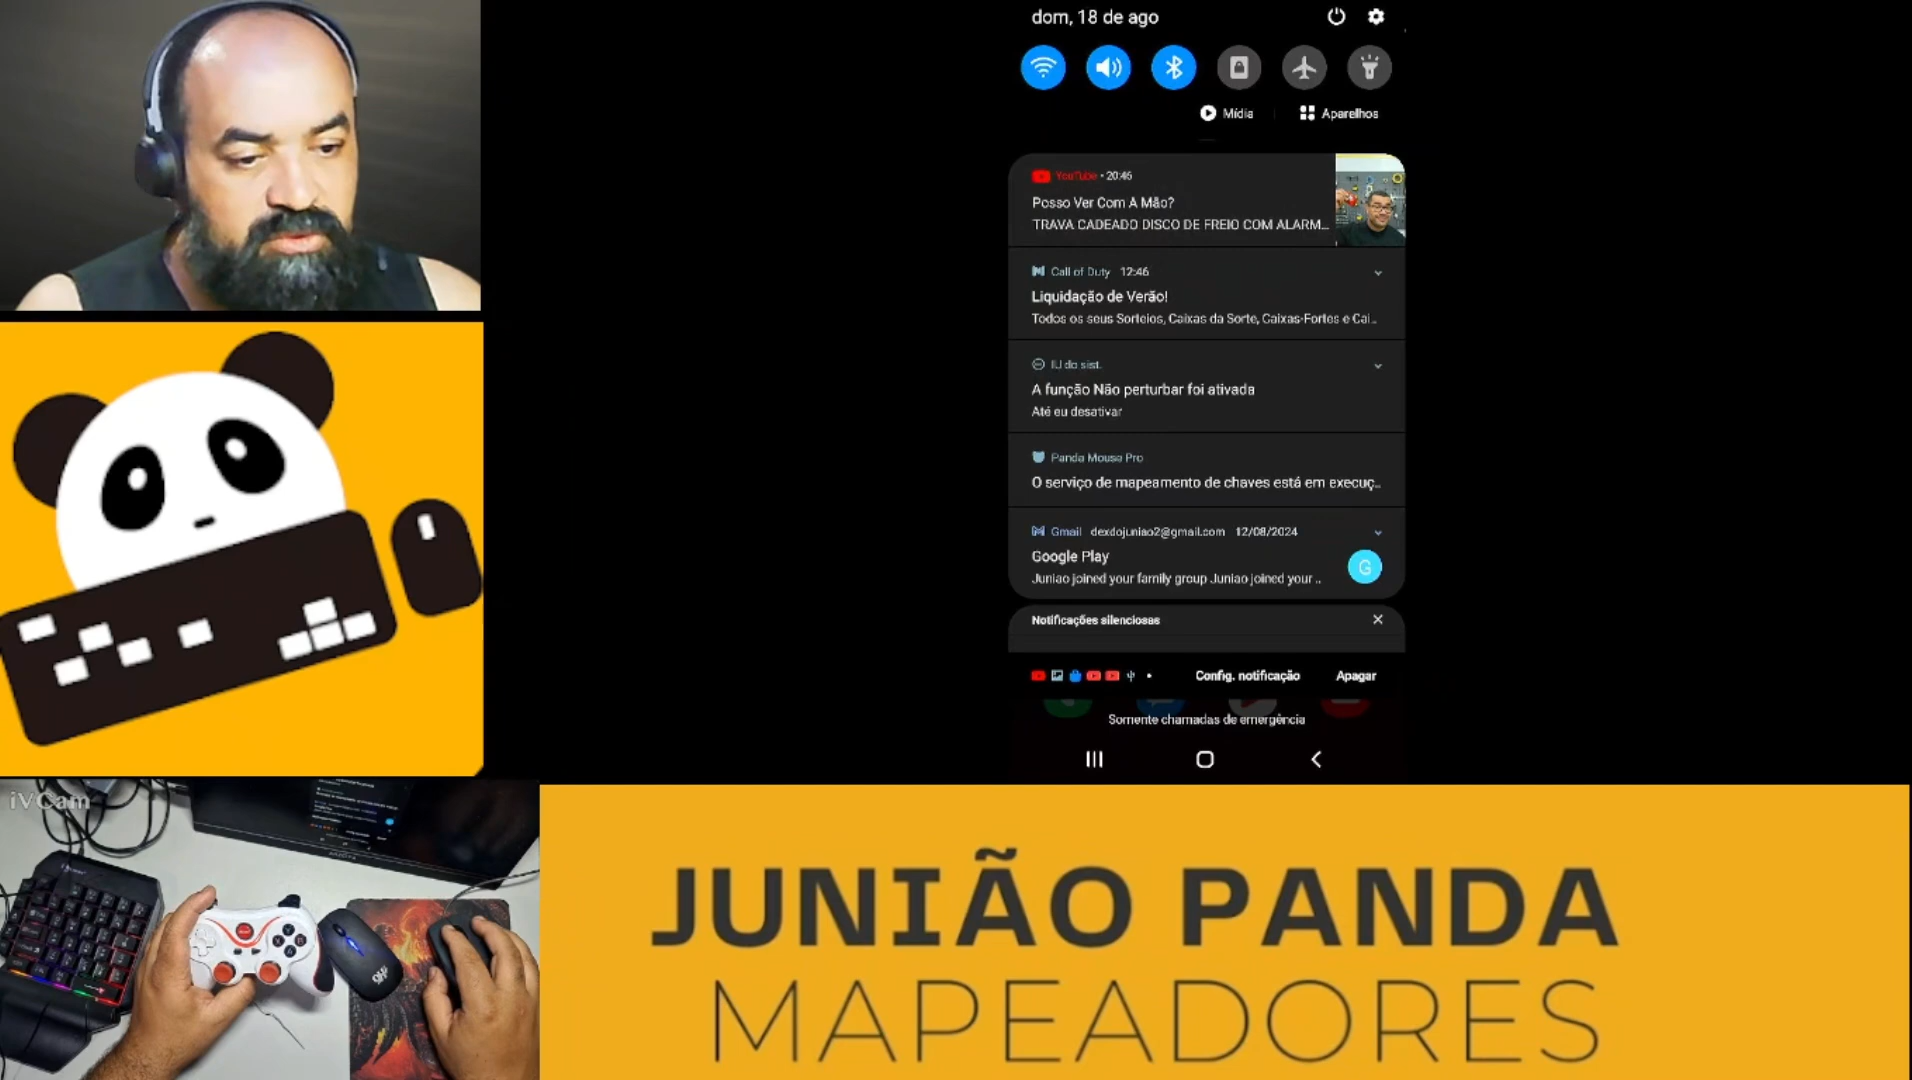 dom, 18 de ago
Mídia
Aparelhos
YouTube • 20:46
Posso Ver Com A Mão?
TRAVA CADEADO DISCO DE FREIO COM ALARM...
Call of Duty 12:46
Liquidação de Verão!
Todos os seus Sorteios, Caixas da Sorte, Caixas-Fortes e Cai...
IU do sist.
A função Não perturbar foi ativada
Até eu desativar
Panda Mouse Pro
O serviço de mapeamento de chaves está em execuç...
Gmail dexdojuniao2@gmail.com 12/08/2024
Google Play
G
Juniao joined your family group Juniao joined your ...
Notificações silenciosas
Config. notificação
Apagar
Somente chamadas de emergência
iVCam
JUNIÃO PANDA
MAPEADORES